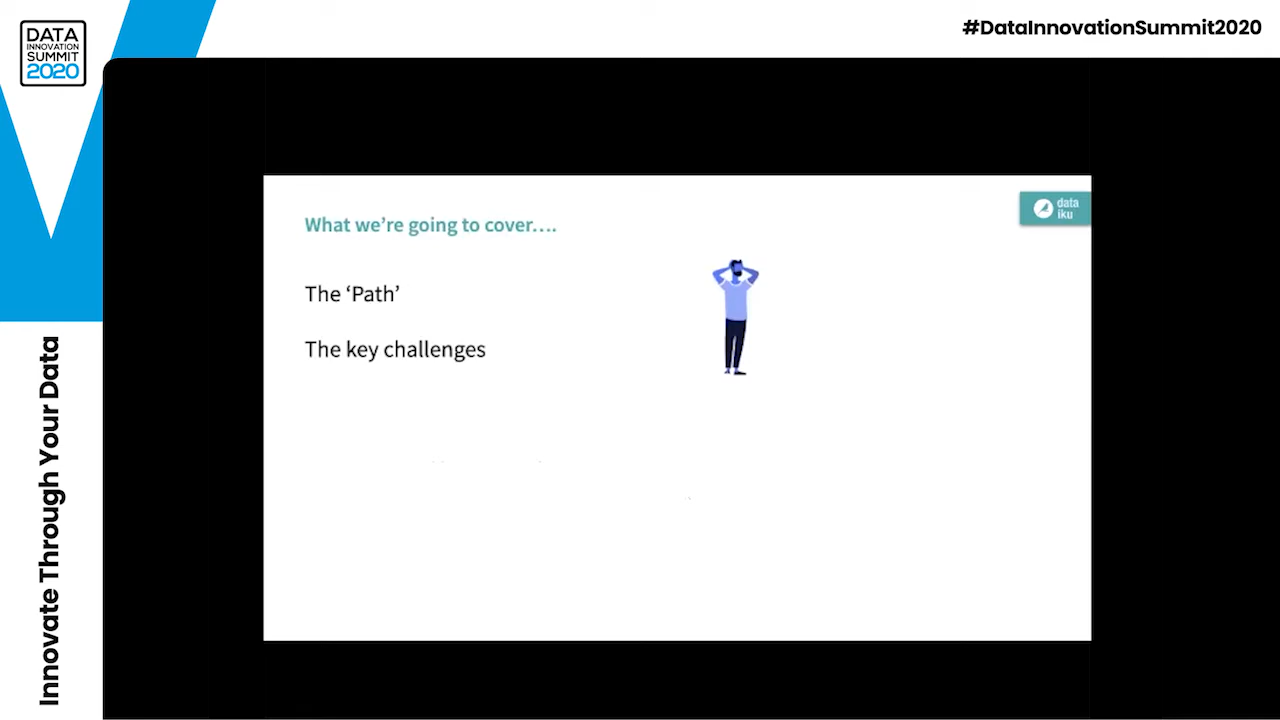 DATA
INNOVATION
SUMMIT
2020
#DataInnovationSummit2020
What we're going to cover....
data
iku
The ‘Path’
The key challenges
Innovate Through Your Data